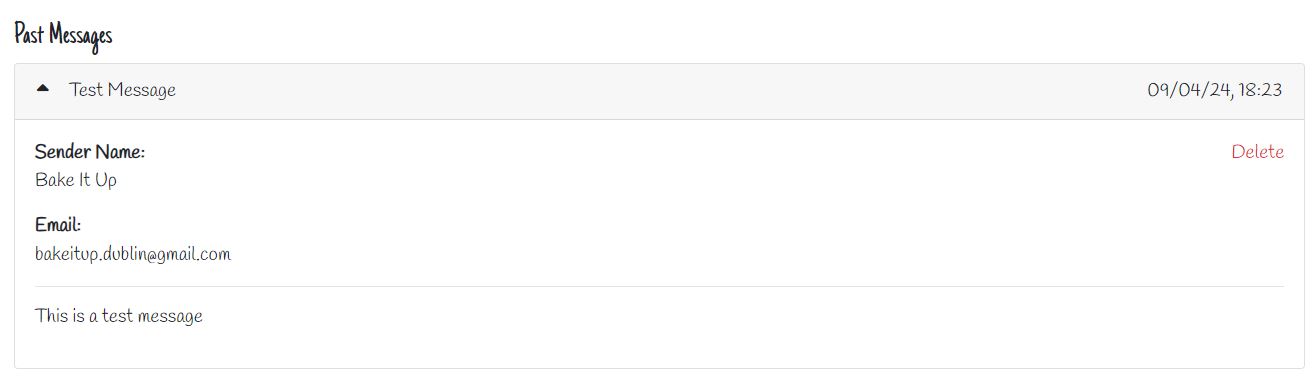 Past Messages
Test Message 09/04/24, 18:23
Sender Name: Delete
Bake It Up
Email:
bakeitup.dublin@gmail.com
This is a test message